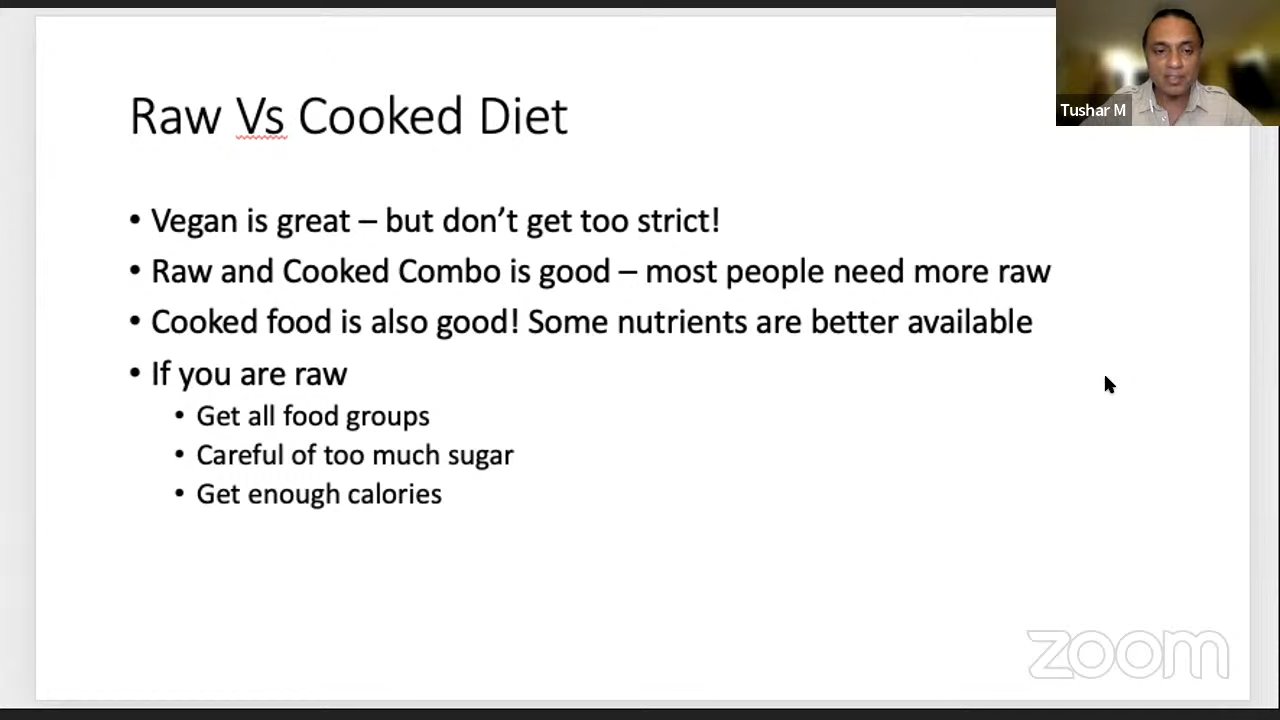 Raw Vs Cooked Diet
• Vegan is great – but don’t get too strict!
• Raw and Cooked Combo is good – most people need more raw
• Cooked food is also good! Some nutrients are better available
• If you are raw
• Get all food groups
• Careful of too much sugar
• Get enough calories
Tushar M
zoom